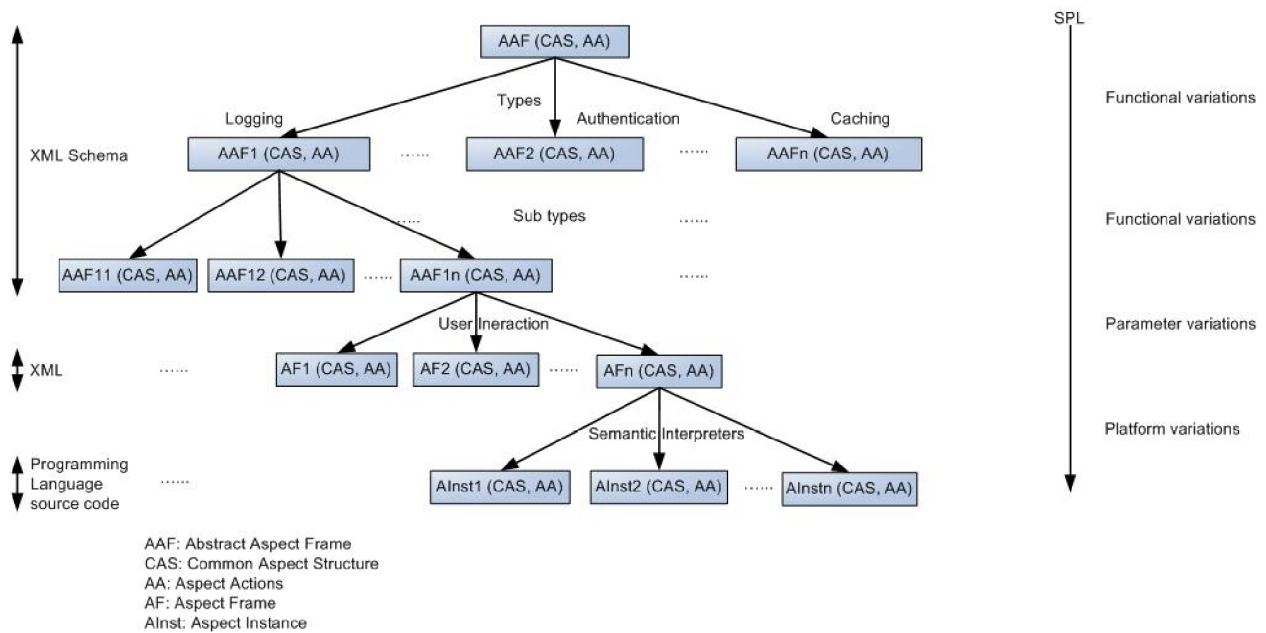 SPL
AAF (CAS, AA)
Types
Functional variations
Logging
Authentication
Caching
XML Schema
AAF1 (CAS, AA)
......
AAF2 (CAS, AA)
......
AAFn (CAS, AA)
......
Sub types
......
Functional variations
AAF11 (CAS, AA)
AAF12 (CAS, AA)
......
AAF1n (CAS, AA)
......
User Ineraction
Parameter variations
XML
......
AF1 (CAS, AA)
AF2 (CAS, AA)
......
AFn (CAS, AA)
Semantic Interpreters
Platform variations
Programming
Language
source code
......
AInst1 (CAS, AA)
AInst2 (CAS, AA)
......
AInstn (CAS, AA)
AAF: Abstract Aspect Frame
CAS: Common Aspect Structure
AA: Aspect Actions
AF: Aspect Frame
AInst: Aspect Instance